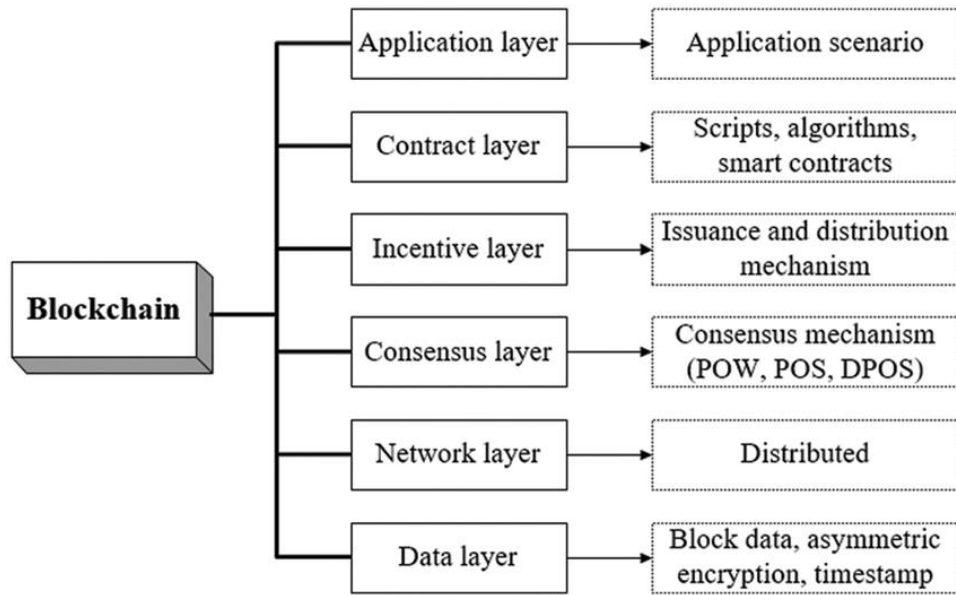 Application layer
Application scenario
Contract layer
Scripts, algorithms,
smart contracts
Incentive layer
Issuance and distribution
mechanism
Blockchain
Consensus layer
Consensus mechanism
(POW, POS, DPOS)
Network layer
Distributed
Data layer
Block data, asymmetric
encryption, timestamp